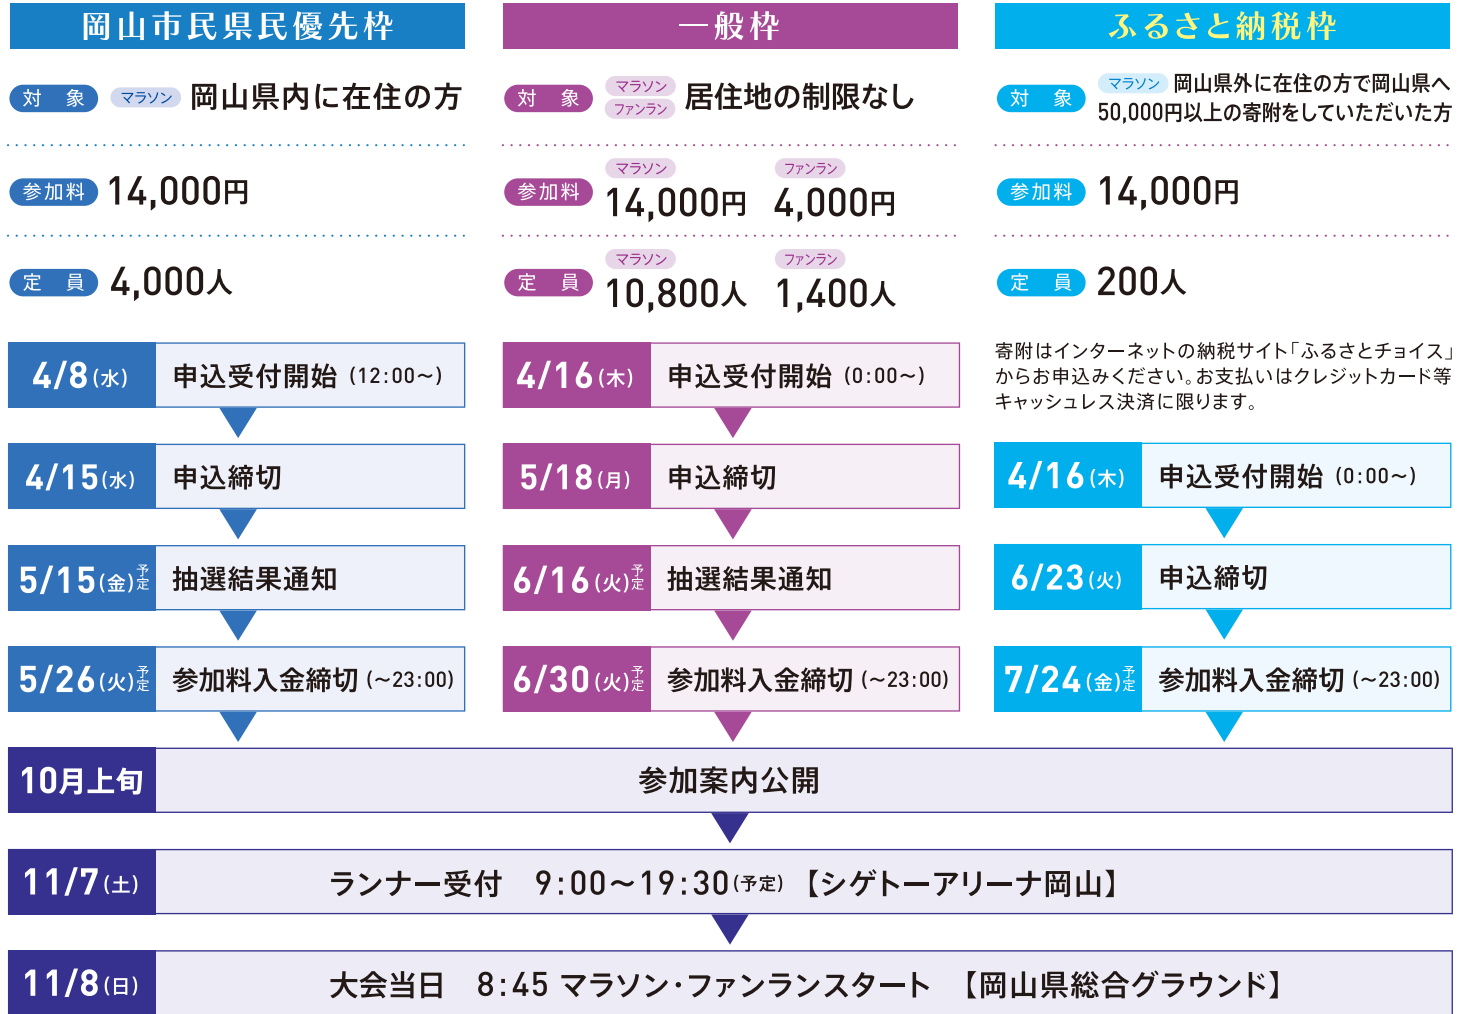 岡山市民県民優先枠
対 象 マラソン 岡山県内に在住の方
参加料 14,000円
定 員 4,000人
4/8(水) 申込受付開始 (12:00〜)
4/15(水) 申込締切
5/15(金)予定 抽選結果通知
5/26(火)予定 参加料入金締切 (〜23:00)
一般枠
対 象 マラソン ファンラン 居住地の制限なし
マラソン ファンラン
参加料 14,000円 4,000円
マラソン ファンラン
定 員 10,800人 1,400人
4/16(木) 申込受付開始 (0:00〜)
5/18(月) 申込締切
6/16(火)予定 抽選結果通知
6/30(火)予定 参加料入金締切 (〜23:00)
ふるさと納税枠
対 象 マラソン 岡山県外に在住の方で岡山県へ
50,000円以上の寄附をしていただいた方
参加料 14,000円
定 員 200人
寄附はインターネットの納税サイト「ふるさとチョイス」
からお申込みください。お支払いはクレジットカード等
キャッシュレス決済に限ります。
4/16(木) 申込受付開始 (0:00〜)
6/23(火) 申込締切
7/24(金)予定 参加料入金締切 (〜23:00)
10月上旬 参加案内公開
11/7(土) ランナー受付 9:00〜19:30(予定) 【シゲトーアリーナ岡山】
11/8(日) 大会当日 8:45 マラソン・ファンランスタート 【岡山県総合グラウンド】